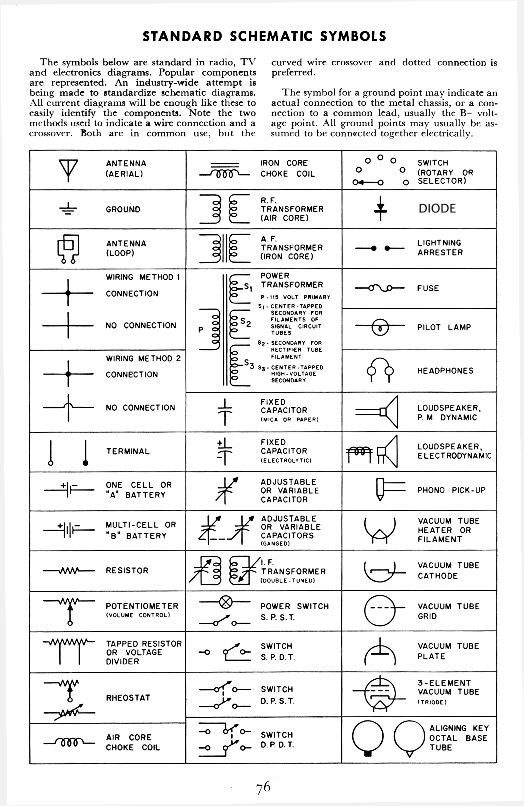 STANDARD SCHEMATIC SYMBOLS
The symbols below are standard in radio, TV
and electronics diagrams. Popular components
are represented. An industry-wide attempt is
being made to standardize schematic diagrams.
All current diagrams will be enough like these to
easily identify the components. Note the two
methods used to indicate a wire connection and a
crossover. Both are in common use, but the
curved wire crossover and dotted connection is
preferred.
The symbol for a ground point may indicate an
actual connection to the metal chassis, or a con-
nection to a common lead, usually the B– volt-
age point. All ground points may usually be as-
sumed to be connected together electrically.
ANTENNA
(AERIAL)
GROUND
ANTENNA
(LOOP)
WIRING METHOD 1
CONNECTION
NO CONNECTION
WIRING METHOD 2
CONNECTION
NO CONNECTION
TERMINAL
+
-
ONE CELL OR
"A" BATTERY
+
-
MULTI-CELL OR
"B" BATTERY
RESISTOR
POTENTIOMETER
(VOLUME CONTROL)
TAPPED RESISTOR
OR VOLTAGE
DIVIDER
RHEOSTAT
AIR CORE
CHOKE COIL
IRON CORE
CHOKE COIL
R.F.
TRANSFORMER
(AIR CORE)
A.F.
TRANSFORMER
(IRON CORE)
P
S1
S2
S3
POWER
TRANSFORMER
P-115 VOLT PRIMARY
S1-CENTER-TAPPED
SECONDARY FOR
FILAMENTS OF
SIGNAL CIRCUIT
TUBES
S2-SECONDARY FOR
RECTIFIER TUBE
FILAMENT
S3-CENTER-TAPPED
HIGH-VOLTAGE
SECONDARY
FIXED
CAPACITOR
(MICA OR PAPER)
+
-
FIXED
CAPACITOR
(ELECTROLYTIC)
ADJUSTABLE
OR VARIABLE
CAPACITOR
ADJUSTABLE
OR VARIABLE
CAPACITORS
(GANGED)
I.F.
TRANSFORMER
(DOUBLE-TUNED)
POWER SWITCH
S.P.S.T.
SWITCH
S.P.D.T.
SWITCH
D.P.S.T.
SWITCH
D.P.D.T.
SWITCH
(ROTARY OR
SELECTOR)
DIODE
LIGHTNING
ARRESTER
FUSE
PILOT LAMP
HEADPHONES
LOUDSPEAKER,
P.M. DYNAMIC
LOUDSPEAKER,
ELECTRODYNAMIC
PHONO PICK-UP
VACUUM TUBE
HEATER OR
FILAMENT
VACUUM TUBE
CATHODE
VACUUM TUBE
GRID
VACUUM TUBE
PLATE
3-ELEMENT
VACUUM TUBE
(TRIODE)
ALIGNING KEY
OCTAL BASE
TUBE
76